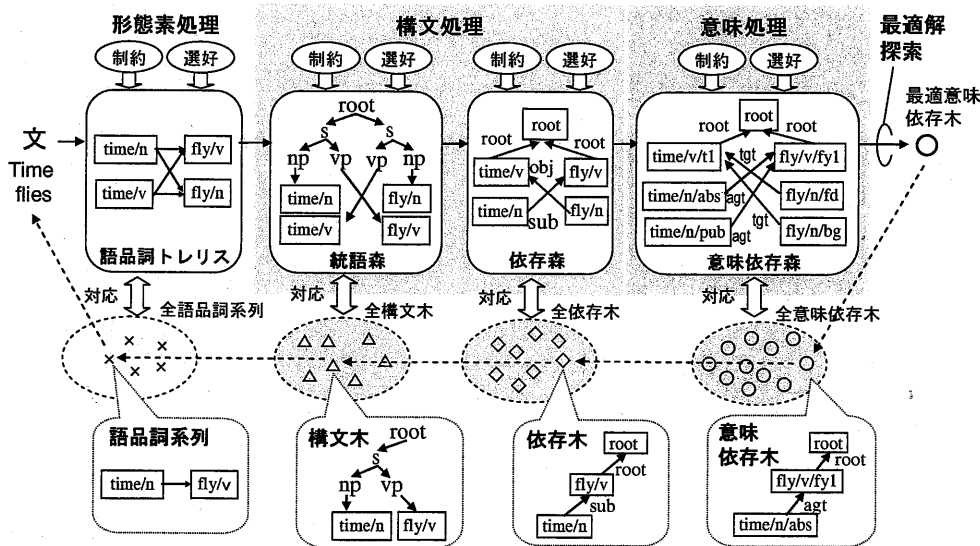 形態素処理
構文処理
意味処理
最適解
探索
制約
選好
制約
選好
制約
選好
制約
選好
最適意味
依存木
文
Time
flies
time/n
fly/v
time/v
fly/n
語品詞トレリス
root
s
s
np
vp
vp
np
time/n
fly/n
time/v
fly/v
統語森
root
root
root
time/v
obj
fly/v
time/n
sub
fly/n
依存森
root
root
root
time/v/t1
tgt
fly/v/fy1
time/n/abs
agt
tgt
fly/n/fd
time/n/pub
agt
fly/n/bg
意味依存森
対応
全語品詞系列
対応
全構文木
対応
全依存木
対応
全意味依存木
語品詞系列
time/n
fly/v
構文木
root
s
np
vp
time/n
fly/v
依存木
root
root
fly/v
sub
time/n
意味
依存木
root
root
fly/v/fy1
agt
time/n/abs